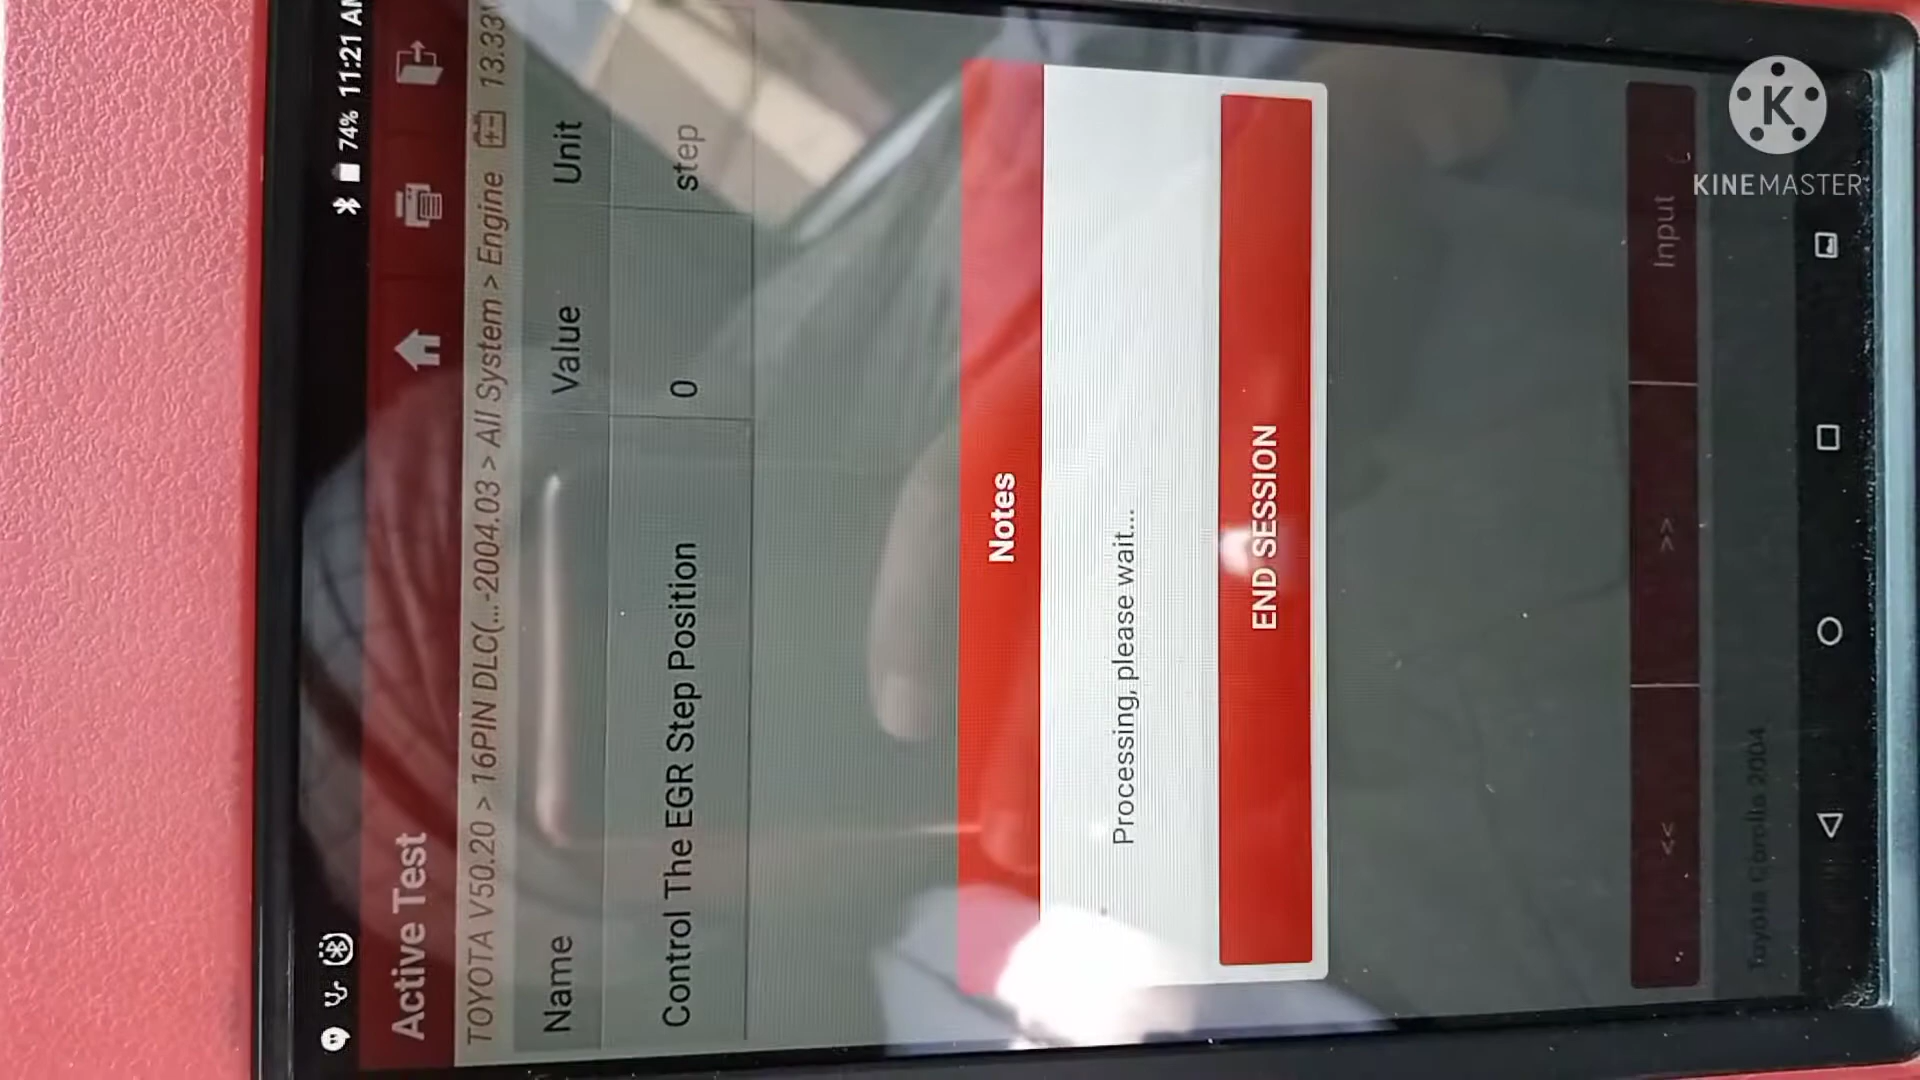 74% 11:21 AM
Active Test
TOYOTA V50.20 > 16PIN DLC(...-2004.03 > All System > Engine 13.33V
Name Value Unit
Control The EGR Step Position 0 step
Notes
Processing, please wait...
END SESSION
<< >> Input
Toyota Corolla 2004
K
KINEMASTER